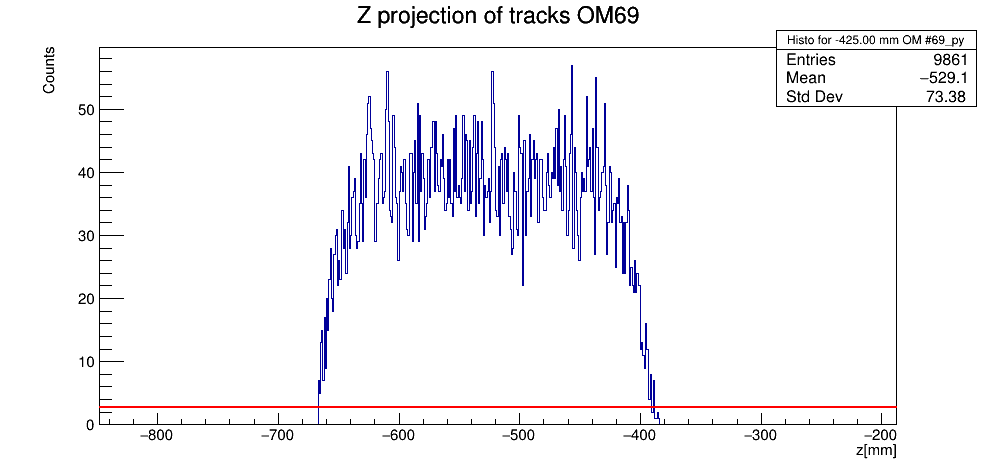 Z projection of tracks OM69
Histo for -425.00 mm OM #69_py
Entries 9861
Mean −529.1
Std Dev 73.38
Counts
50
40
30
20
10
0
−800 −700 −600 −500 −400 −300 −200
z[mm]